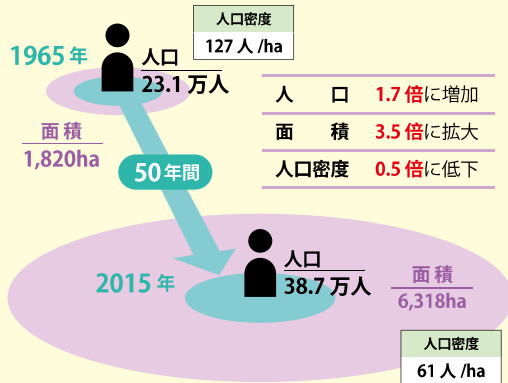 人口密度
127 人 /ha
1965 年
人口
23.1 万人
面 積
1,820ha
人　　口　1.7 倍に増加
面　　積　3.5 倍に拡大
人口密度　0.5 倍に低下
50 年間
2015 年
人口
38.7 万人
面 積
6,318ha
人口密度
61 人 /ha